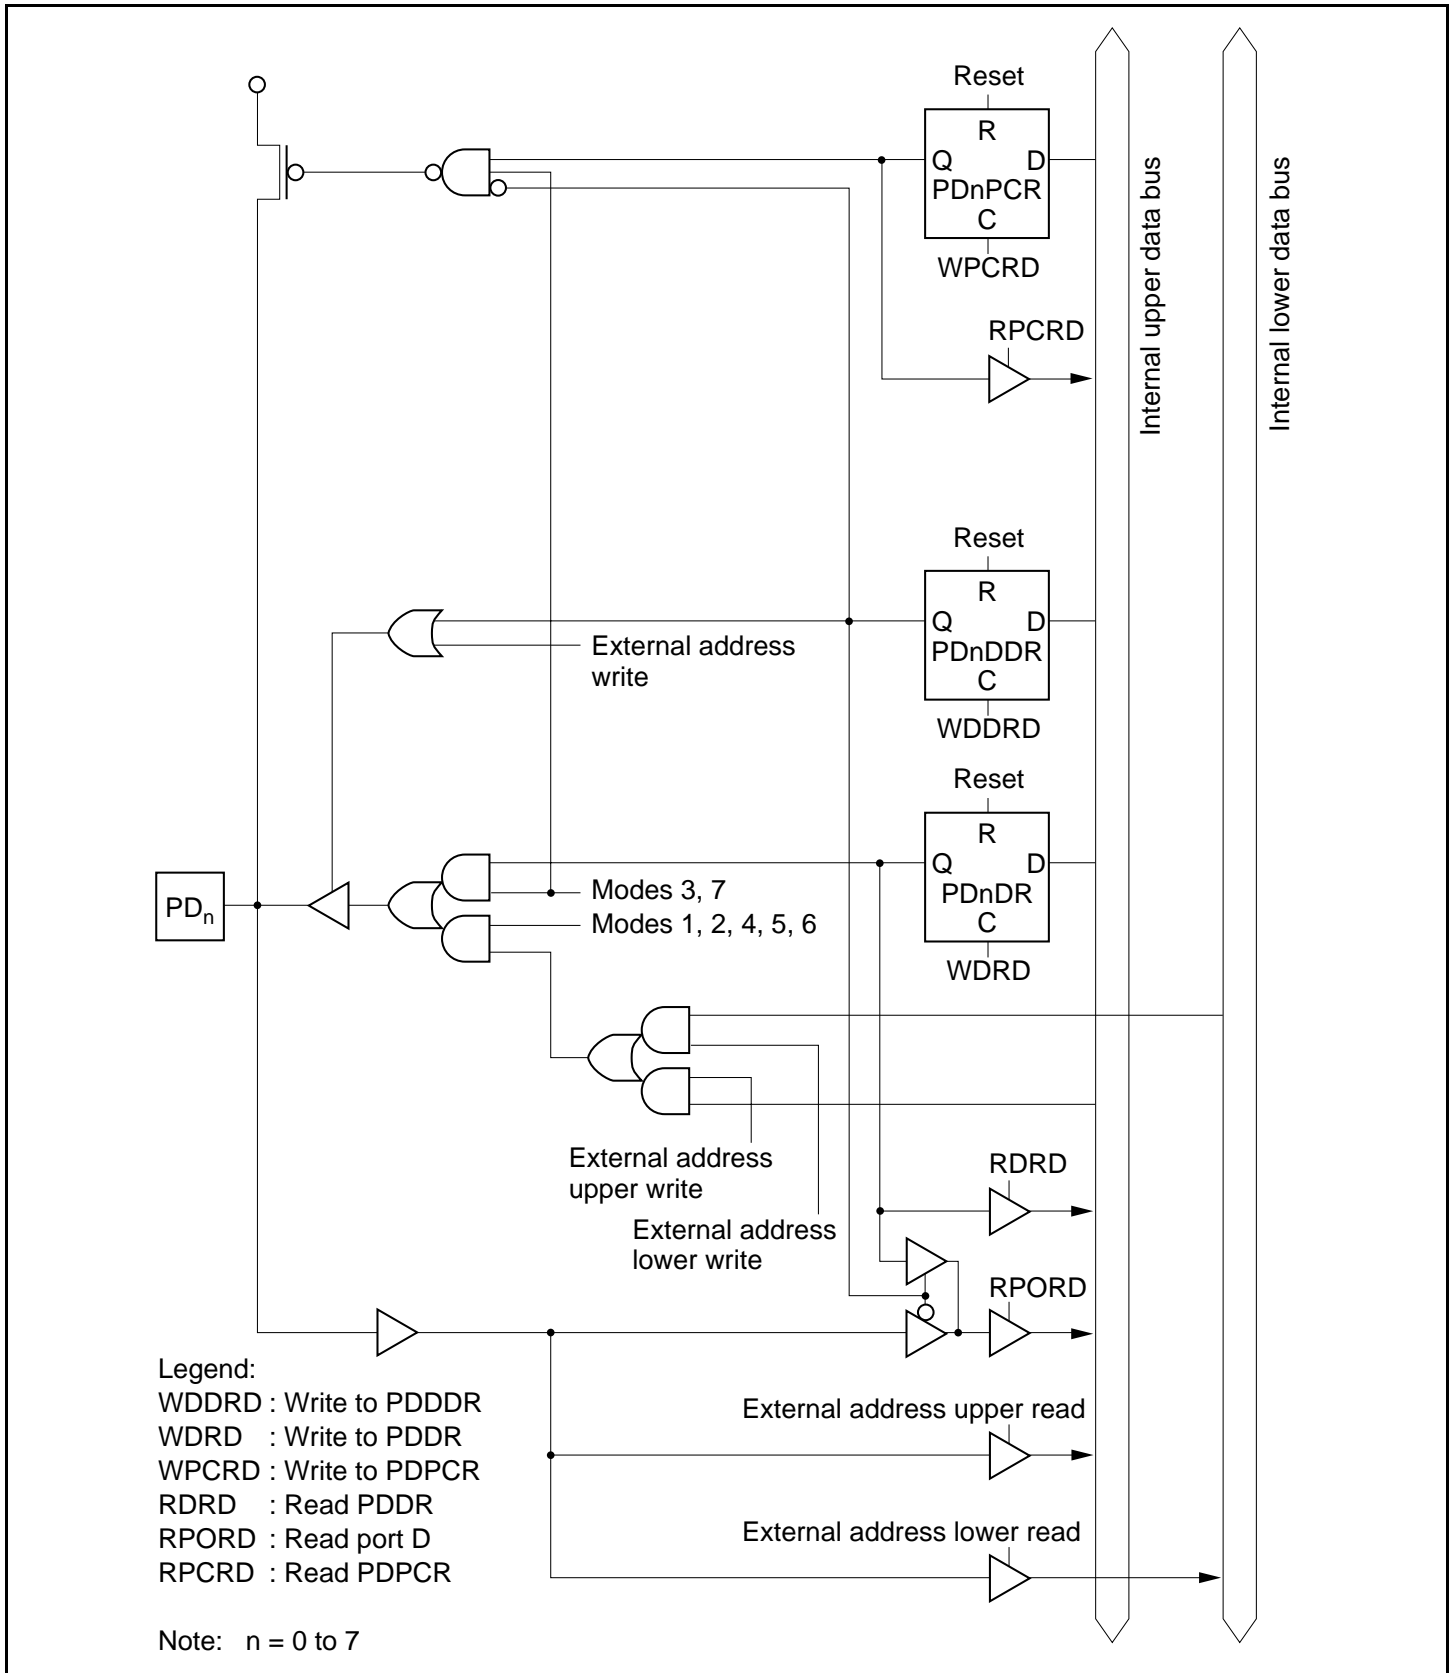 Reset
R
Q D
PDnPCR
C
WPCRD
RPCRD
Internal upper data bus
Internal lower data bus
Reset
R
Q D
PDnDDR
C
WDDRD
External address
write
Reset
R
Q D
PDnDR
C
WDRD
PDn
Modes 3, 7
Modes 1, 2, 4, 5, 6
External address
upper write
External address
lower write
RDRD
RPORD
External address upper read
External address lower read
Legend:
WDDRD : Write to PDDDR
WDRD : Write to PDDR
WPCRD : Write to PDPCR
RDRD : Read PDDR
RPORD : Read port D
RPCRD : Read PDPCR
Note: n = 0 to 7